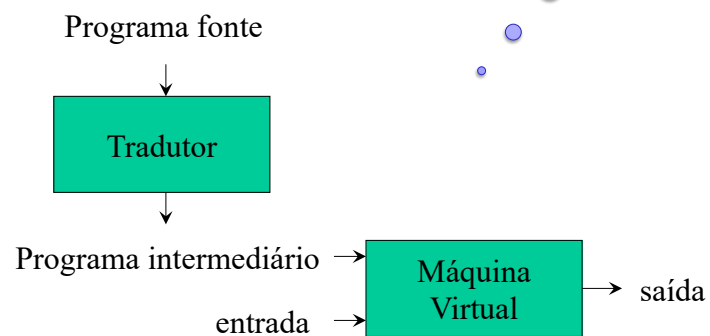 Programa fonte
Tradutor
Programa intermediário
Máquina
Virtual
saída
entrada